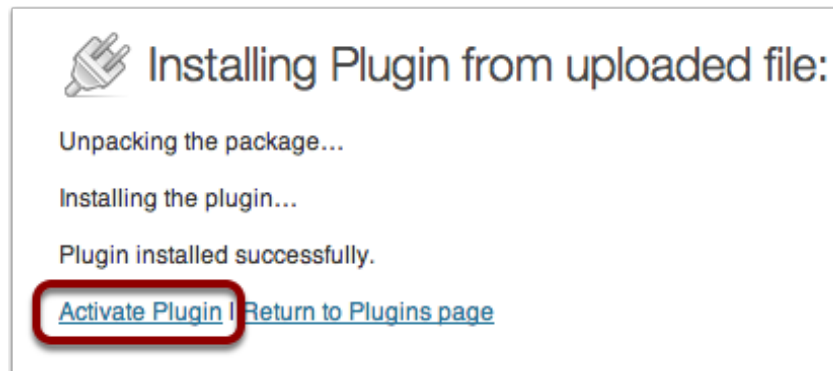 Installing Plugin from uploaded file:
Unpacking the package…
Installing the plugin…
Plugin installed successfully.
Activate Plugin | Return to Plugins page